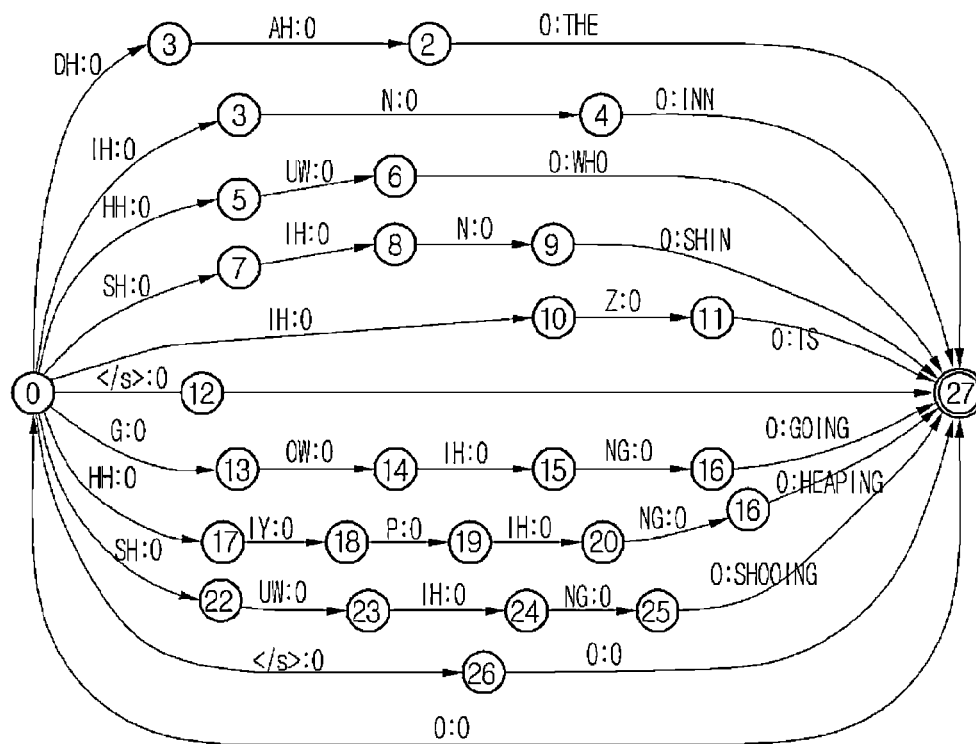 DH:0 3 AH:0 2 0:THE
IH:0 3 N:0 4 0:INN
HH:0 5 UW:0 6 0:WHO
SH:0 7 IH:0 8 N:0 9 0:SHIN
IH:0 10 Z:0 11 0:IS
0 </s>:0 12 27
G:0 13 OW:0 14 IH:0 15 NG:0 16 0:GOING
HH:0 17 IY:0 18 P:0 19 IH:0 20 NG:0 16 0:HEAPING
SH:0 22 UW:0 23 IH:0 24 NG:0 25 0:SHOOING
</s>:0 26 0:0
0:0